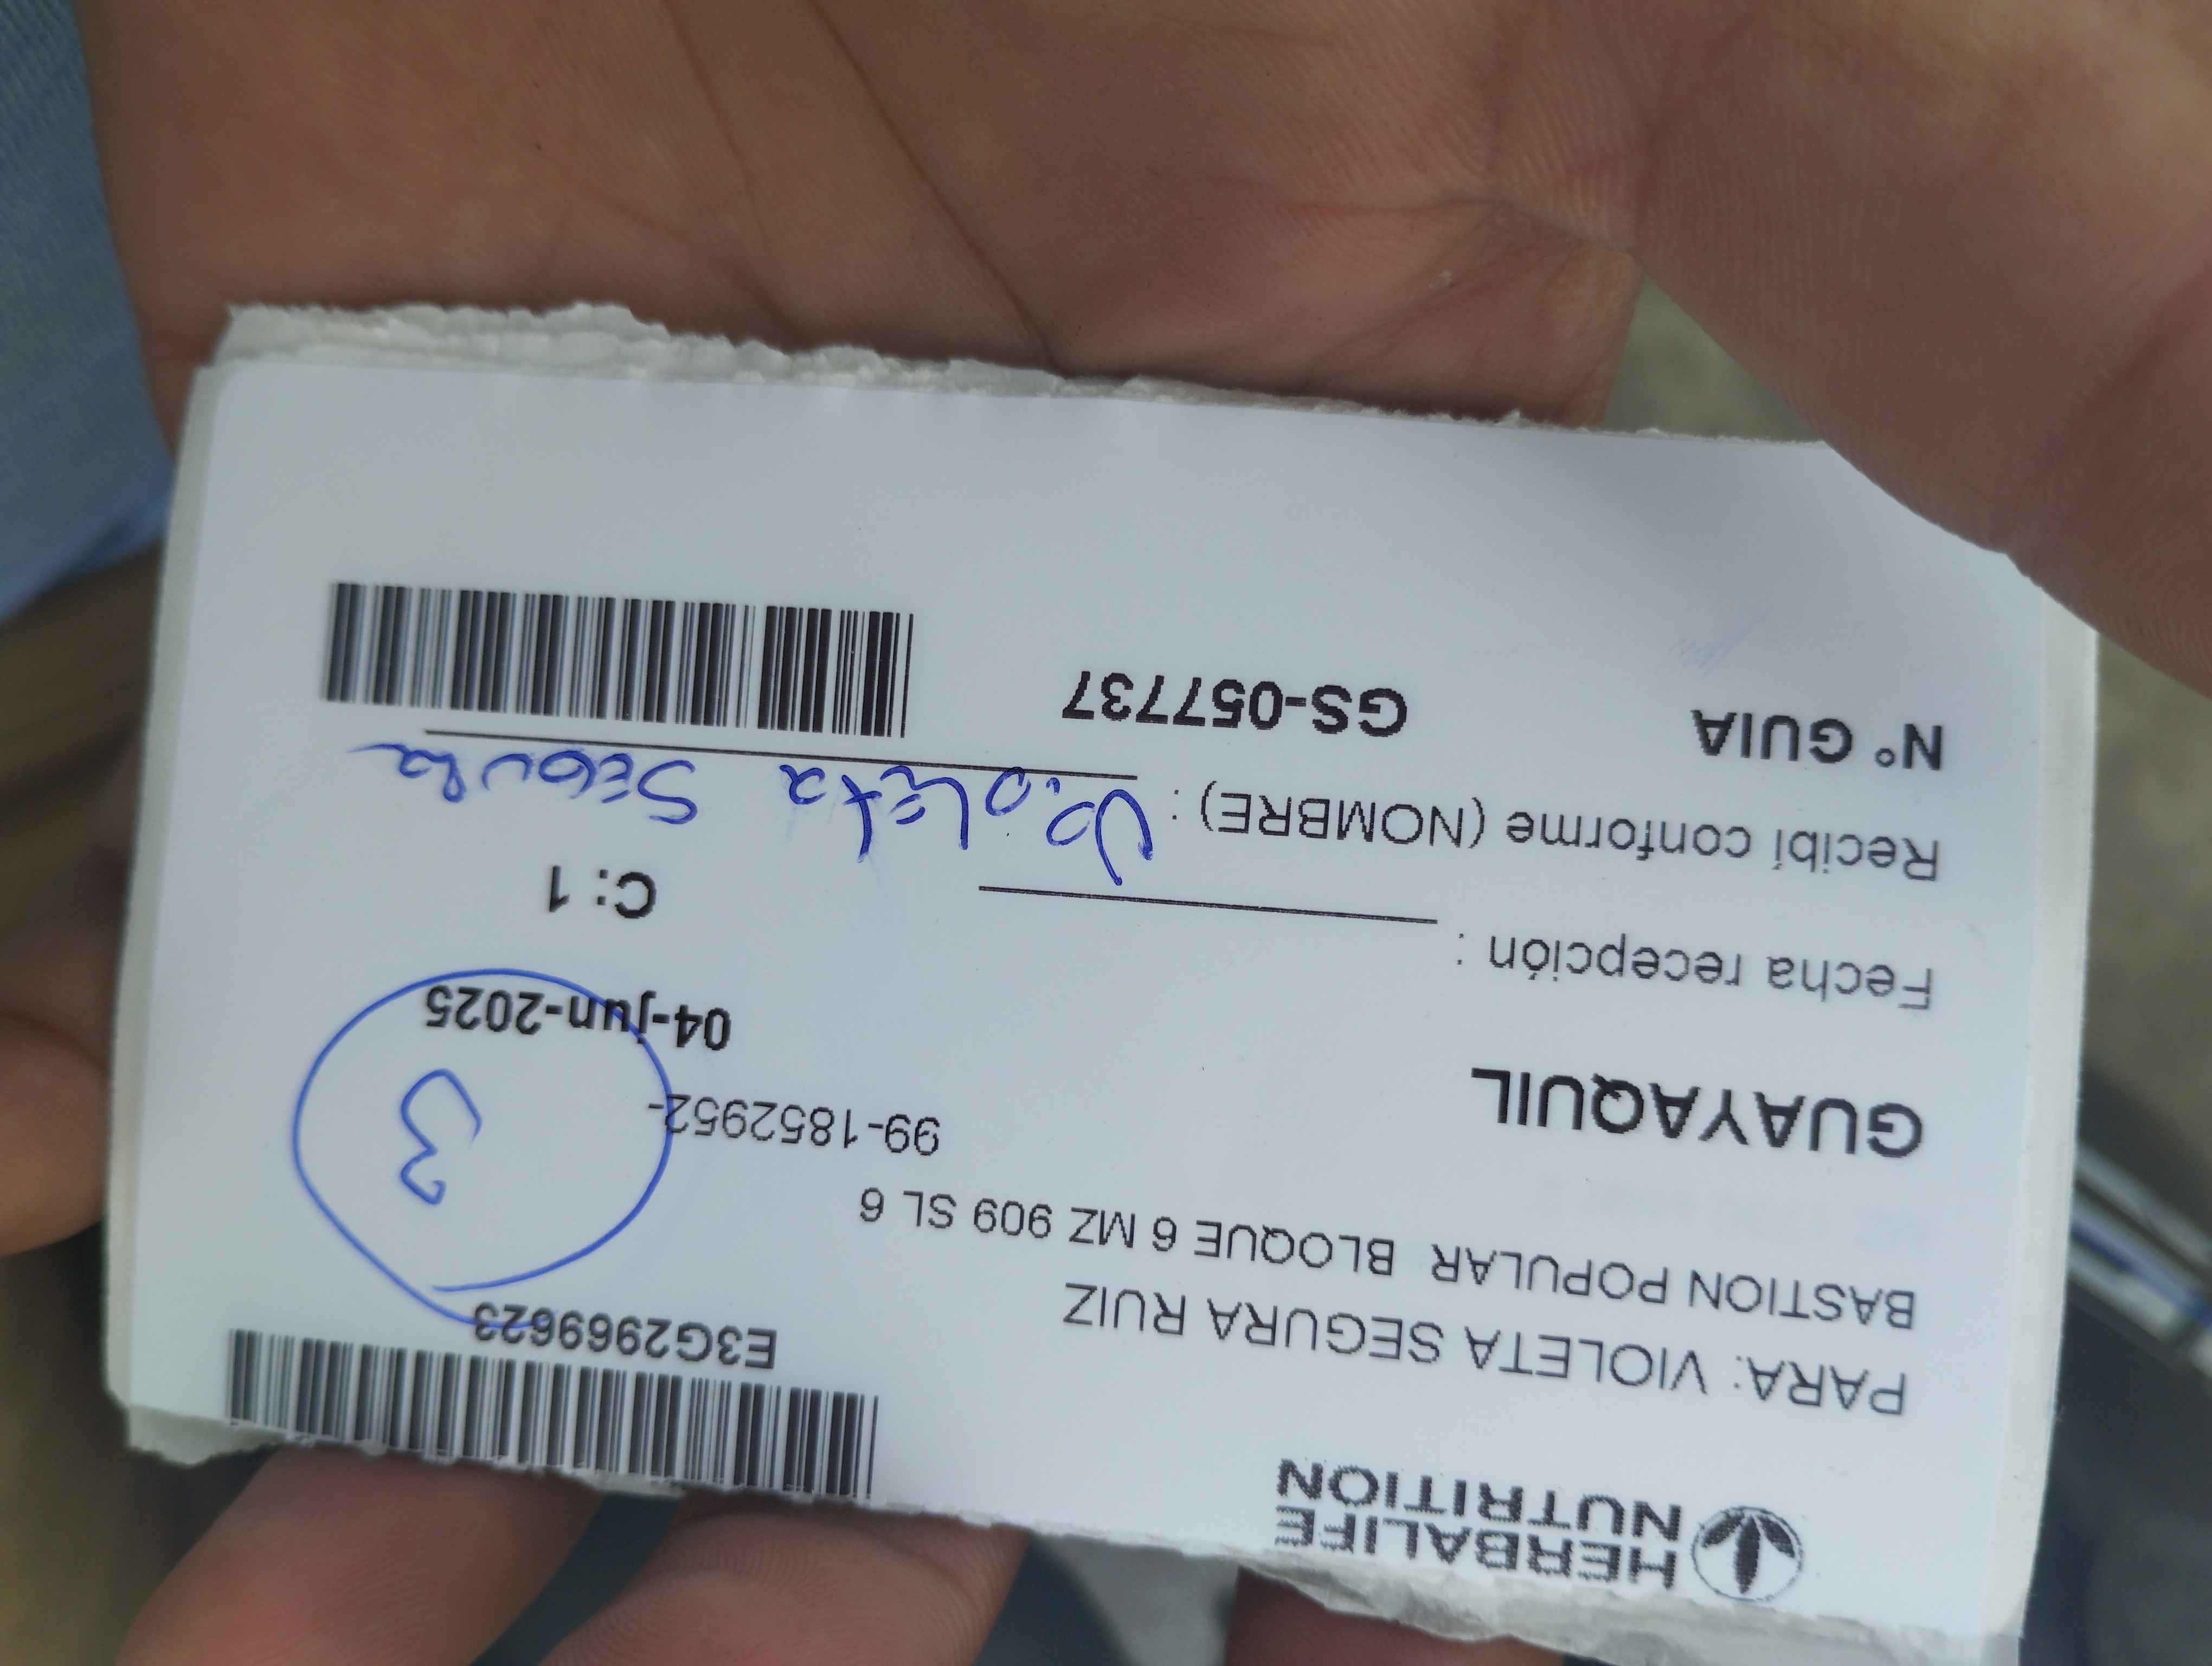 HERBALIFE
NUTRITION
PARA: VIOLETA SEGURA RUIZ
E3G2969623
BASTION POPULAR BLOQUE 6 MZ 909 SL 6
99-1852952-
3
GUAYAQUIL
04-jun-2025
Fecha recepción :
C: 1
Recibí conforme (NOMBRE) : Violeta Segura
N° GUIA GS-057737